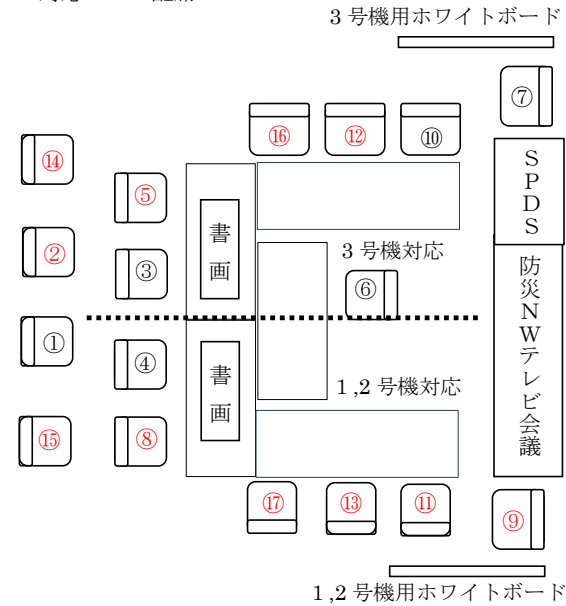 3号機用ホワイトボード
⑦
⑯ ⑫ ⑩
⑭
⑤
SPDS
書画
②
③
3号機対応
⑥
防災NWテレビ会議
①
④
書画
1,2号機対応
⑮
⑧
⑰ ⑬ ⑪
⑨
1,2号機用ホワイトボード